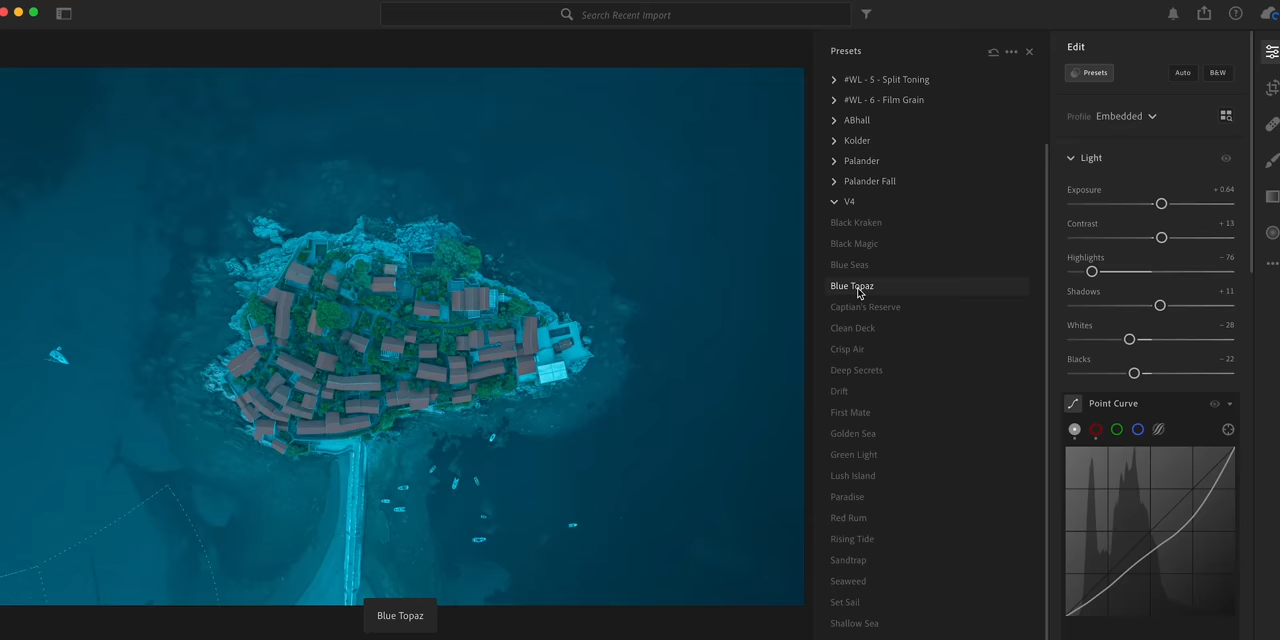 Search Recent Import
Presets
#WL - 5 - Split Toning
#WL - 6 - Film Grain
ABhall
Kolder
Palander
Palander Fall
V4
Black Kraken
Black Magic
Blue Seas
Blue Topaz
Captian's Reserve
Clean Deck
Crisp Air
Deep Secrets
Drift
First Mate
Golden Sea
Green Light
Lush Island
Paradise
Red Rum
Rising Tide
Sandtrap
Seaweed
Set Sail
Shallow Sea
Blue Topaz
Edit
Presets Auto B&W
Profile Embedded
Light
Exposure + 0.64
Contrast + 13
Highlights - 76
Shadows + 11
Whites - 28
Blacks - 22
Point Curve